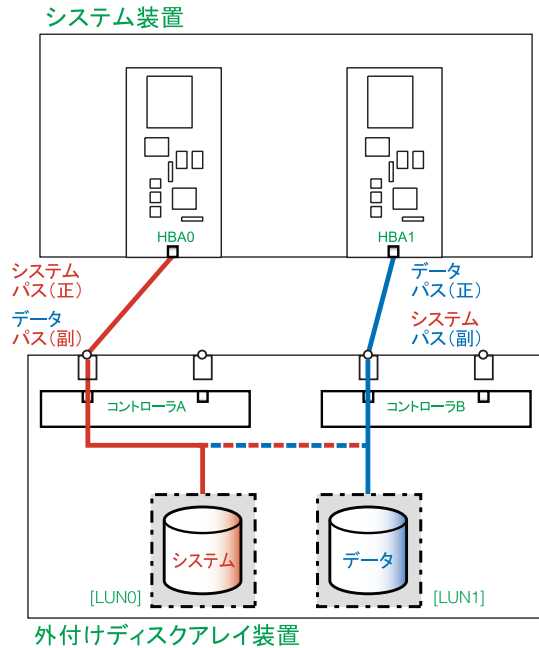 システム装置
HBA0
HBA1
システム
パス(正)
データ
パス(副)
データ
パス(正)
システム
パス(副)
コントローラA
コントローラB
システム
データ
[LUN0]
[LUN1]
外付けディスクアレイ装置